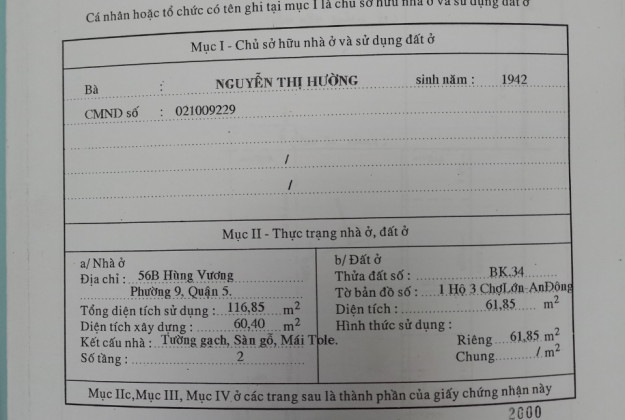 Cá nhân hoặc tổ chức có tên ghi tại mục I là chủ sở hữu nhà ở và sử dụng đất ở
Mục I - Chủ sở hữu nhà ở và sử dụng đất ở
Bà : NGUYỄN THỊ HƯỜNG sinh năm : 1942
CMND số : 021009229
/
/
Mục II - Thực trạng nhà ở, đất ở
a/ Nhà ở
Địa chỉ : 56B Hùng Vương
Phường 9, Quận 5.
Tổng diện tích sử dụng : 116,85 m²
Diện tích xây dựng : 60,40 m²
Kết cấu nhà : Tường gạch, Sàn gỗ, Mái Tole.
Số tầng : 2
b/ Đất ở
Thửa đất số : BK.34
Tờ bản đồ số : 1 Hộ 3 ChợLớn-AnĐông
Diện tích : 61,85 m²
Hình thức sử dụng :
Riêng 61,85 m²
Chung / m²
Mục IIc,Mục III, Mục IV ở các trang sau là thành phần của giấy chứng nhận này
2000